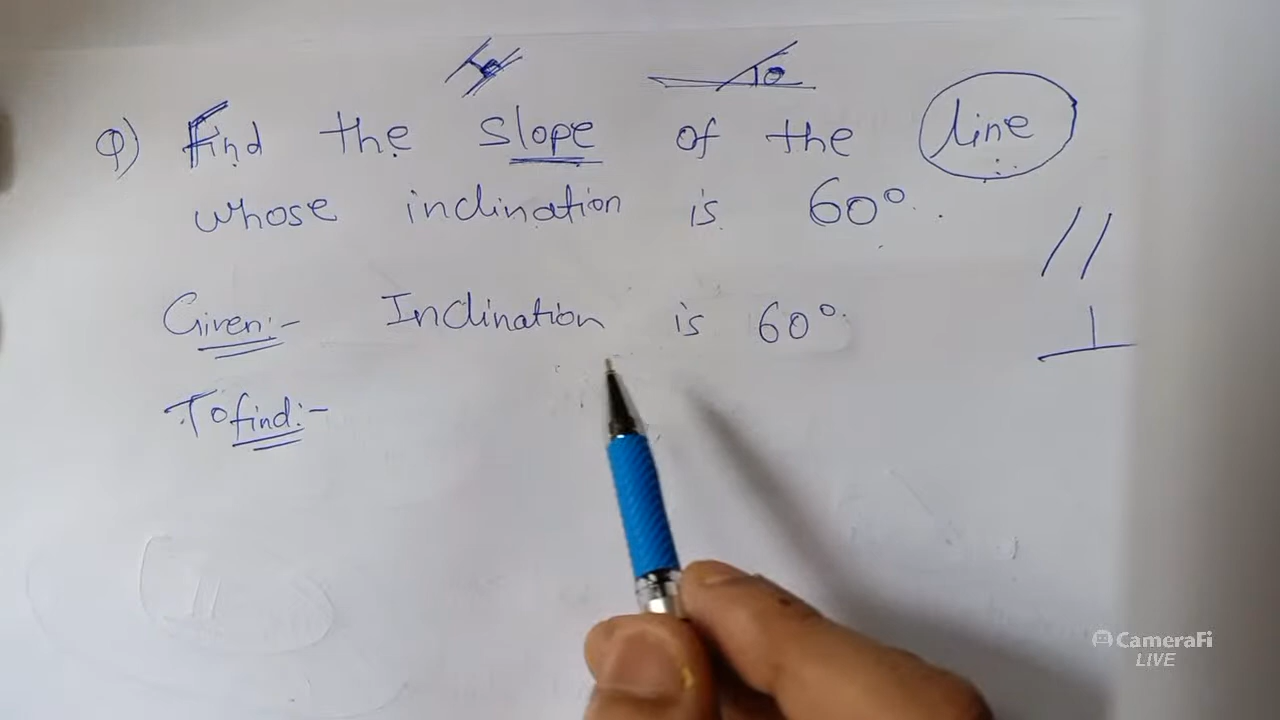 θ
Q) Find the slope of the line
whose inclination is 60°.
Given:- Inclination is 60°.
To find:-
CameraFi
LIVE